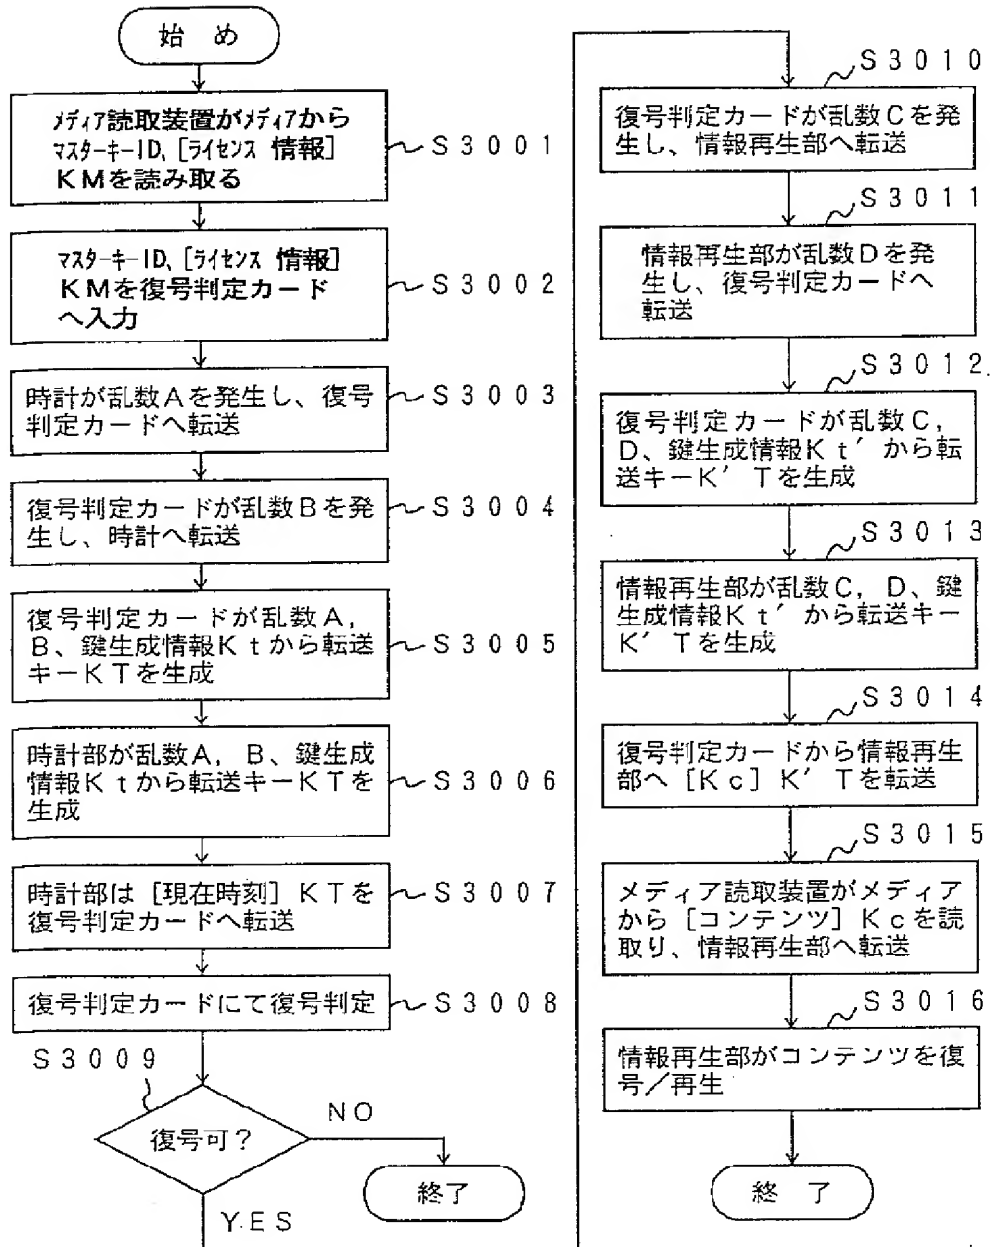 始　め
メディア読取装置がメディアから
マスターキーID、[ライセンス 情報]
KMを読み取る
S3001
マスターキーID、[ライセンス 情報]
KMを復号判定カード
へ入力
S3002
時計が乱数Aを発生し、復号
判定カードへ転送
S3003
復号判定カードが乱数Bを発
生し、時計へ転送
S3004
復号判定カードが乱数A,
B、鍵生成情報Ktから転送
キーKTを生成
S3005
時計部が乱数A, B、鍵生成
情報Ktから転送キーKTを
生成
S3006
時計部は [現在時刻] KTを
復号判定カードへ転送
S3007
復号判定カードにて復号判定
S3008
S3009
復号可?
NO
終了
YES
S3010
復号判定カードが乱数Cを発
生し、情報再生部へ転送
S3011
情報再生部が乱数Dを発
生し、復号判定カードへ
転送
S3012
復号判定カードが乱数C,
D、鍵生成情報Kt′から転
送キーK′Tを生成
S3013
情報再生部が乱数C, D、鍵
生成情報Kt′から転送キー
K′Tを生成
S3014
復号判定カードから情報再生
部へ [Kc] K′Tを転送
S3015
メディア読取装置がメディア
から [コンテンツ] Kcを読
取り、情報再生部へ転送
S3016
情報再生部がコンテンツを復
号/再生
終　了